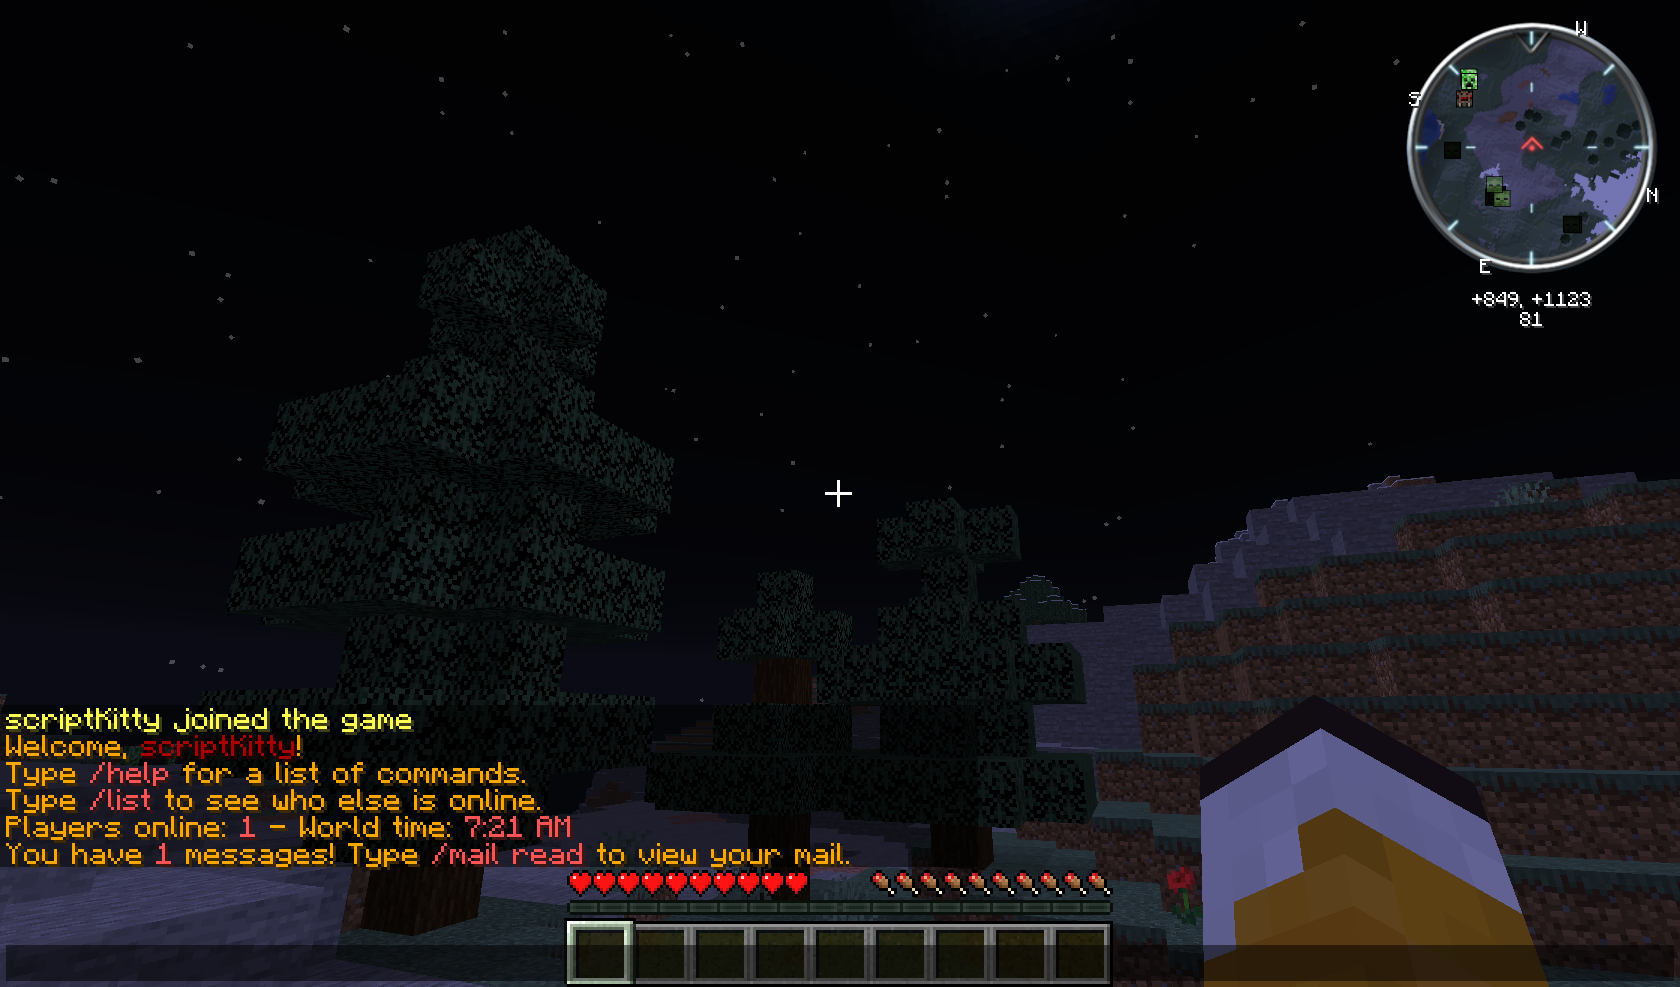 W
S
N
E
+849, +1123
81
scriptKitty joined the game
Welcome, scriptKitty!
Type /help for a list of commands.
Type /list to see who else is online.
Players online: 1 - World time: 7:21 AM
You have 1 messages! Type /mail read to view your mail.